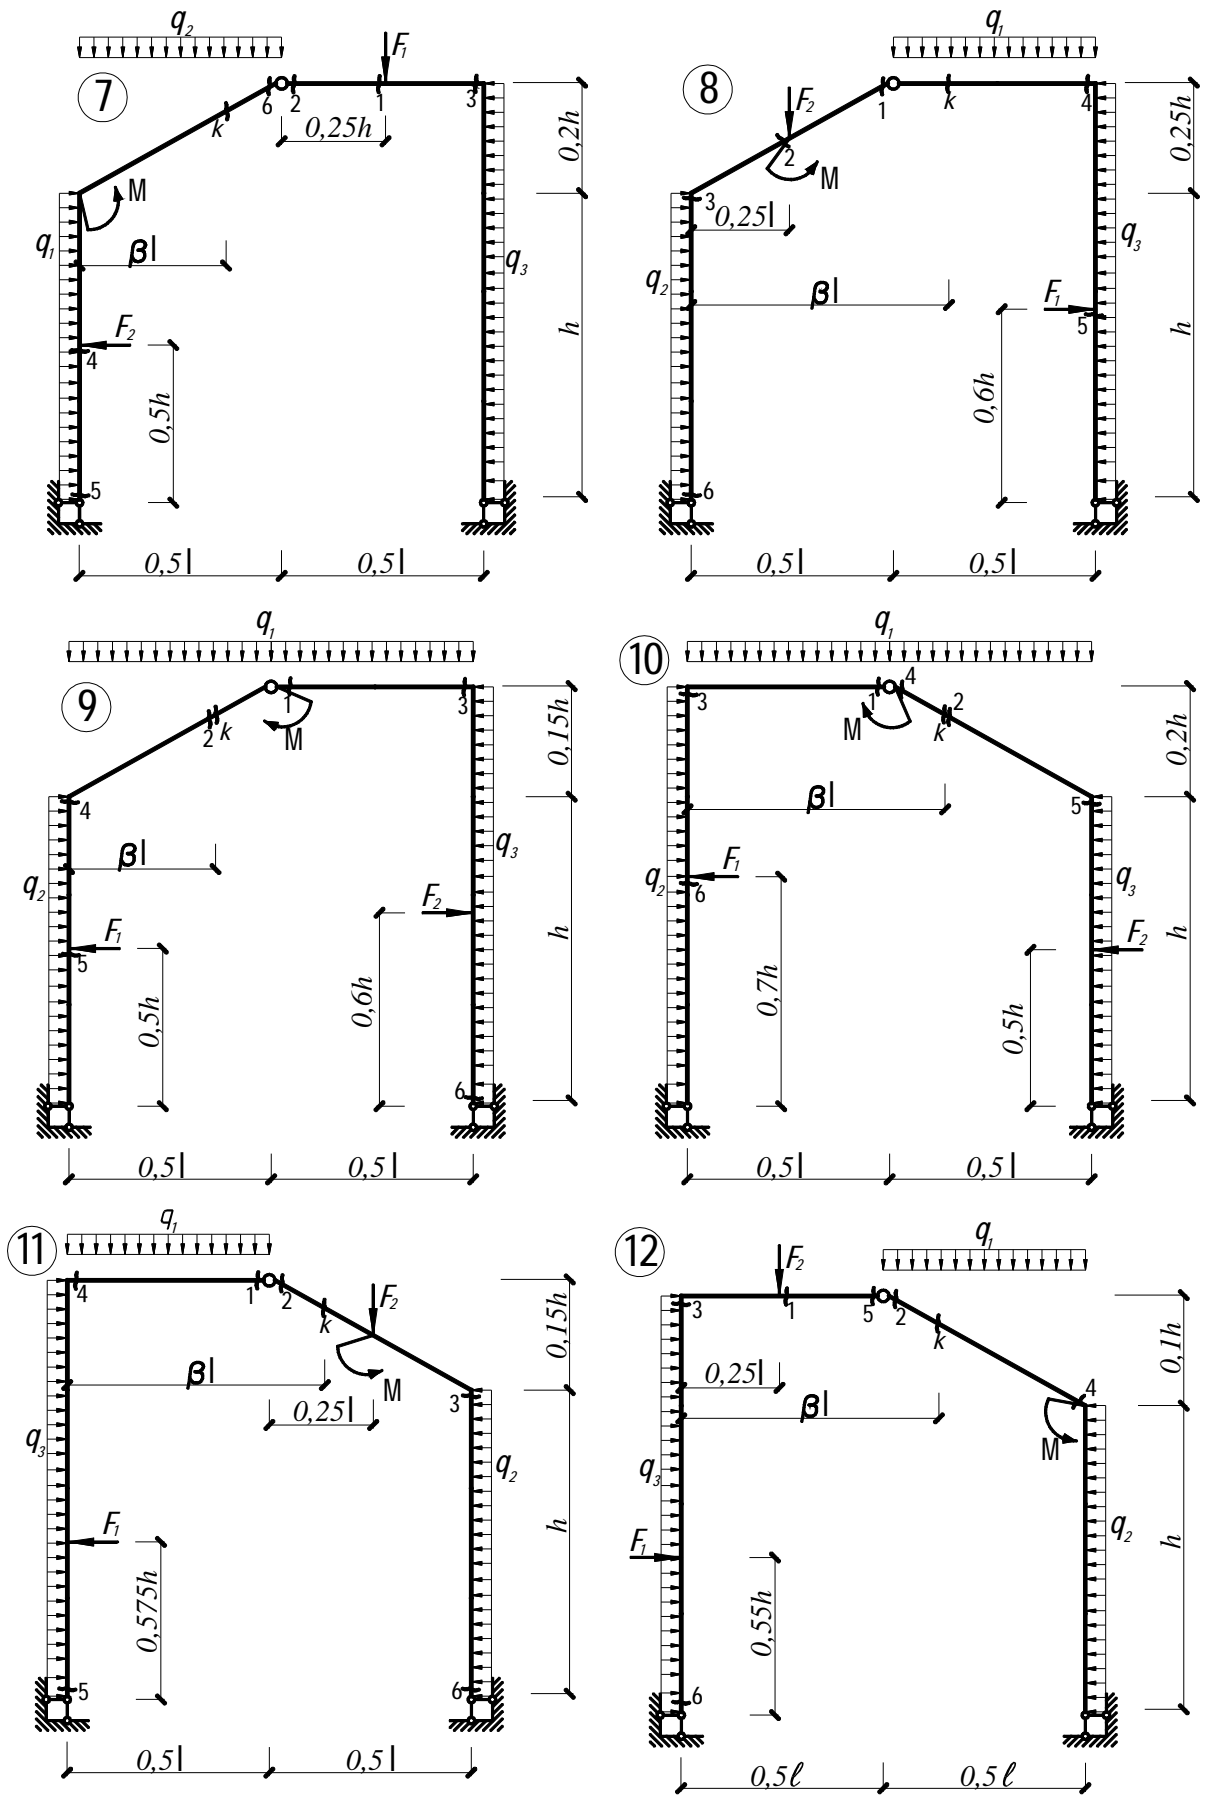 7
q₂
F₁
6 2 1 3
k
0,25h
0,2h
M
q₁
βl
q₃
F₂
4
0,5h
h
5
0,5l 0,5l
8
q₁
F₂
1 k 4
2
M
0,25h
3
0,25l
q₃
q₂
βl
F₁
5
0,6h
h
6
0,5l 0,5l
9
q₁
1 3
2 k
M
0,15h
4
q₃
βl
q₂
F₂
F₁
5
h
0,5h
0,6h
6
0,5l 0,5l
10
q₁
3 1 4
2
k
M
0,2h
βl
5
F₁
q₂
6
q₃
h
F₂
0,7h
0,5h
0,5l 0,5l
11
q₁
4 1 2
F₂
k
0,15h
βl
M
3
0,25l
q₃
q₂
F₁
h
0,575h
5 6
0,5l 0,5l
12
q₁
F₂
3 1 5 2
k
0,1h
0,25l
4
βl
M
q₃
q₂
F₁
h
0,55h
6
0,5ℓ 0,5ℓ